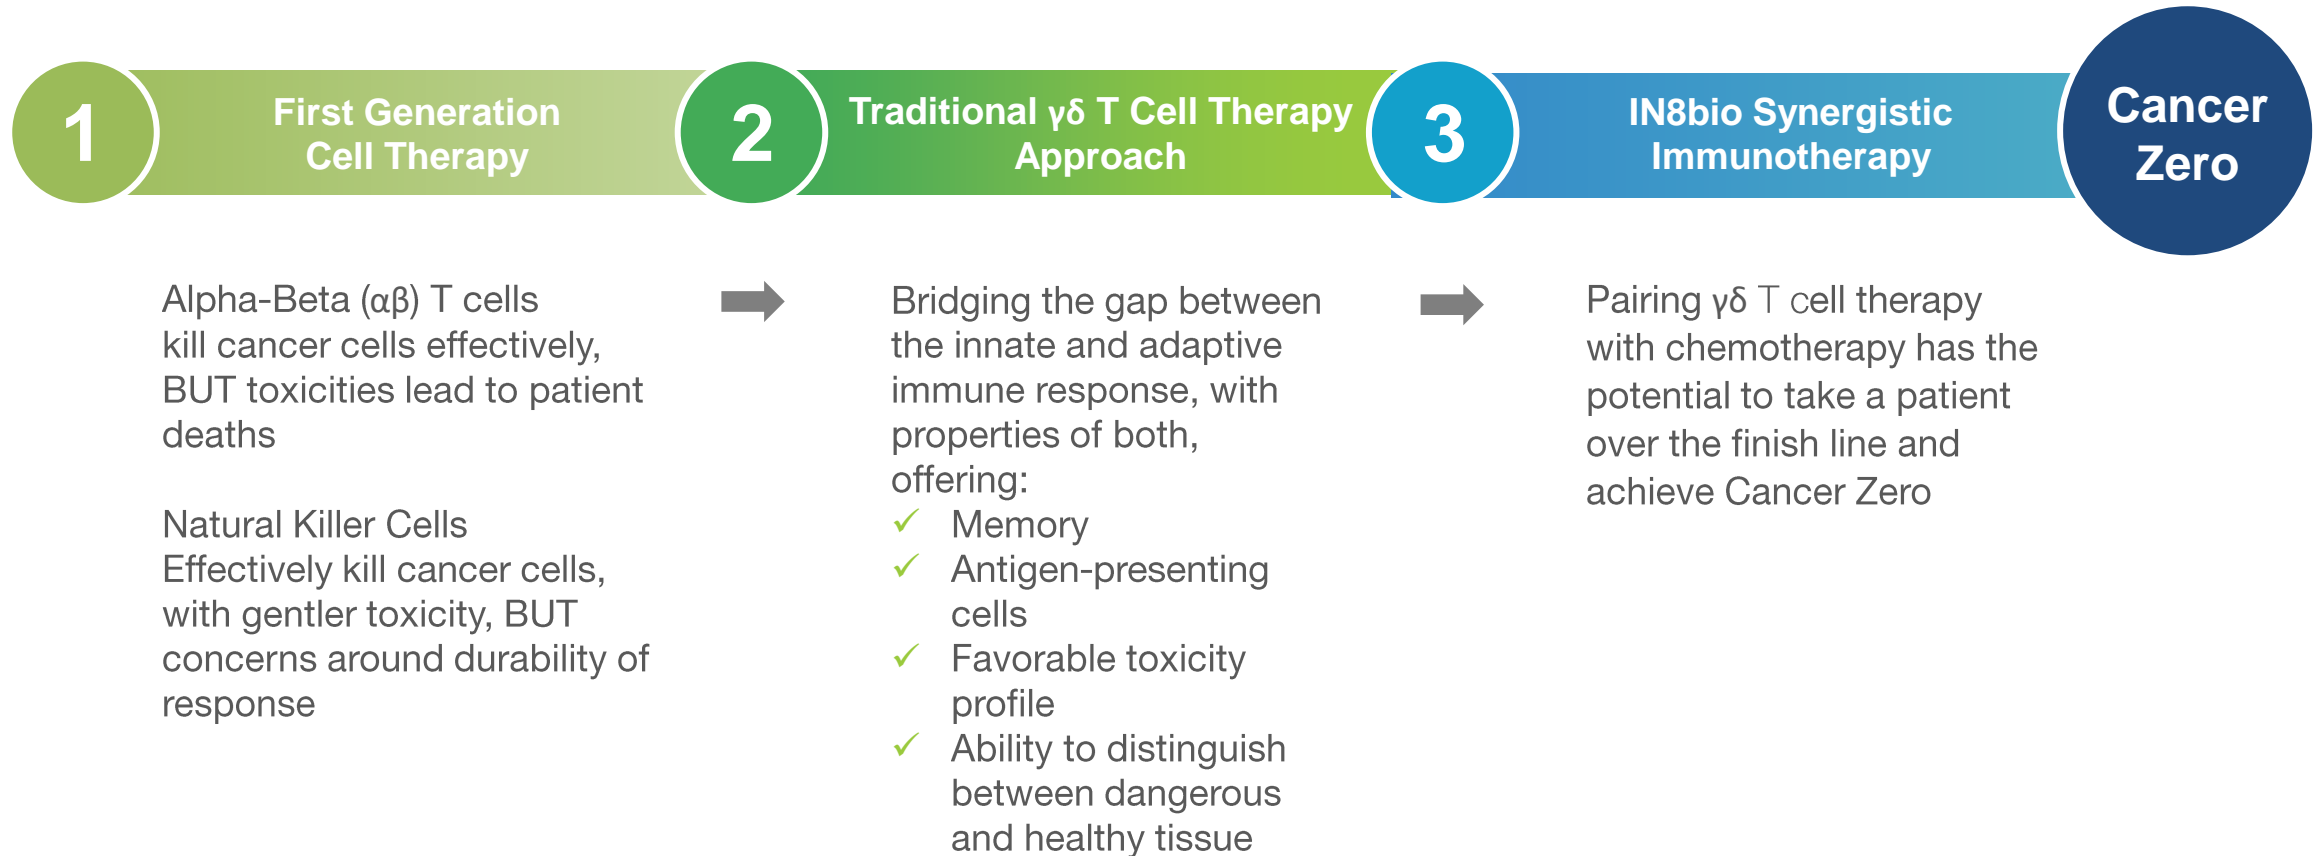 1
First Generation
Cell Therapy
2
Traditional γδ T Cell Therapy
Approach
3
IN8bio Synergistic
Immunotherapy
Cancer
Zero
Alpha-Beta (αβ) T cells
kill cancer cells effectively,
BUT toxicities lead to patient
deaths
Natural Killer Cells
Effectively kill cancer cells,
with gentler toxicity, BUT
concerns around durability of
response
Bridging the gap between
the innate and adaptive
immune response, with
properties of both,
offering:
✓ Memory
✓ Antigen-presenting
cells
✓ Favorable toxicity
profile
✓ Ability to distinguish
between dangerous
and healthy tissue
Pairing γδ T cell therapy
with chemotherapy has the
potential to take a patient
over the finish line and
achieve Cancer Zero